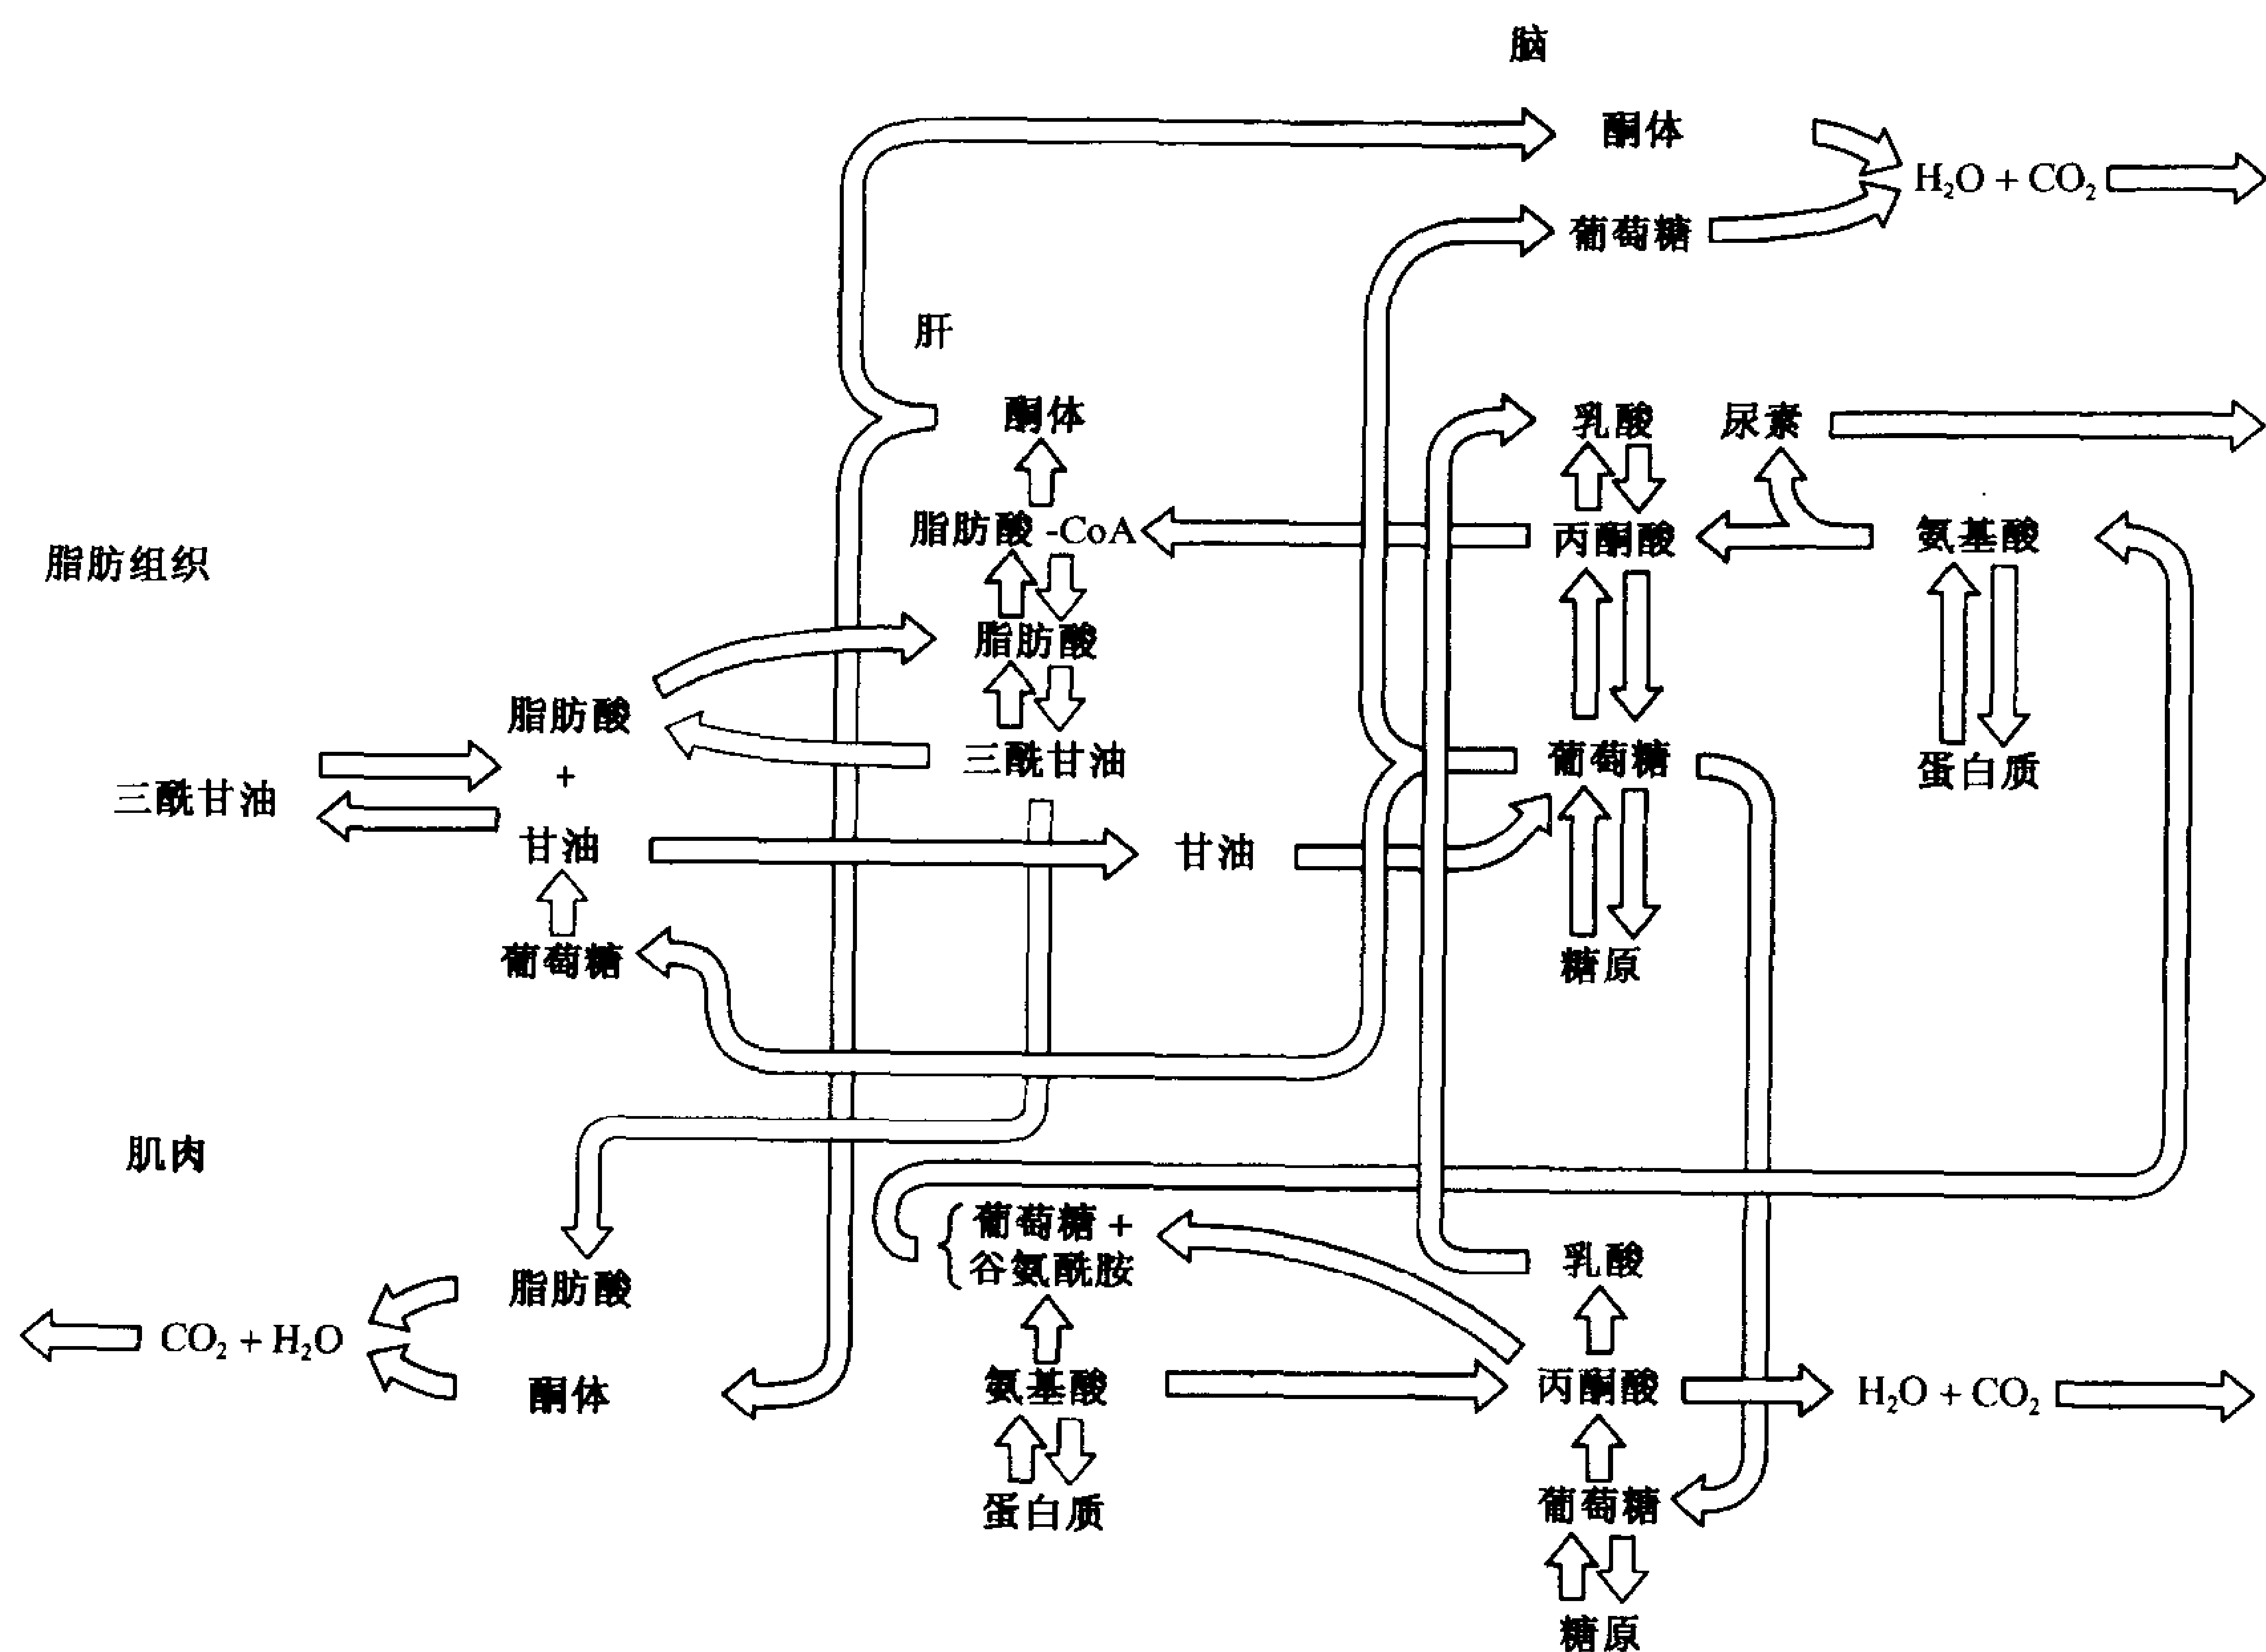 脑
酮体
H₂O + CO₂
葡萄糖
肝
酮体
乳酸
尿素
脂肪酸 -CoA
丙酮酸
氨基酸
脂肪组织
脂肪酸
脂肪酸
三酰甘油
葡萄糖
蛋白质
+
三酰甘油
甘油
甘油
葡萄糖
糖原
肌肉
葡萄糖 +
谷氨酰胺
乳酸
脂肪酸
CO₂ + H₂O
酮体
氨基酸
丙酮酸
H₂O + CO₂
蛋白质
葡萄糖
糖原